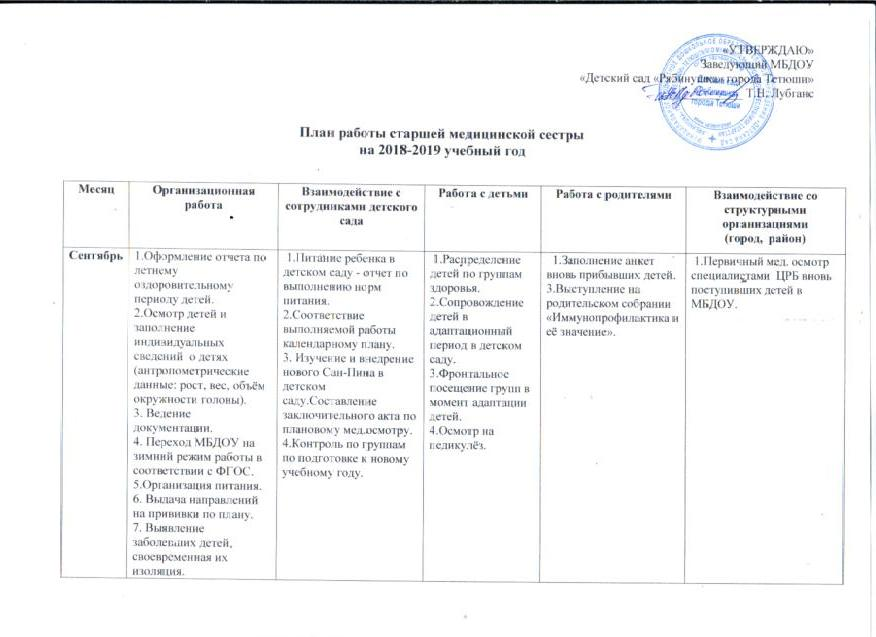 «УТВЕРЖДАЮ»
Заведующий МБДОУ
«Детский сад «Рябинушка» города Тетюши»
Т.Н. Лубганс
города Тетюши
План работы старшей медицинской сестры
на 2018-2019 учебный год
Месяц
Организационная
работа
Взаимодействие с
сотрудниками детского
сада
Работа с детьми
Работа с родителями
Взаимодействие со
структурными
организациями
(город, район)
Сентябрь
1.Оформление отчета по
летнему
оздоровительному
периоду детей.
2.Осмотр детей и
заполнение
индивидуальных
сведений о детях
(антропометрические
данные: рост, вес, объём
окружности головы).
3. Ведение
документации.
4. Переход МБДОУ на
зимний режим работы в
соответствии с ФГОС.
5.Организация питания.
6. Выдача направлений
на прививки по плану.
7. Выявление
заболевших детей,
своевременная их
изоляция.
1.Питание ребенка в
детском саду - отчет по
выполнению норм
питания.
2.Соответствие
выполняемой работы
календарному плану.
3. Изучение и внедрение
нового Сан-Пина в
детском
саду.Составление
заключительного акта по
плановому мед.осмотру.
4.Контроль по группам
по подготовке к новому
учебному году.
1.Распределение
детей по группам
здоровья.
2.Сопровождение
детей в
адаптационный
период в детском
саду.
3.Фронтальное
посещение групп в
момент адаптации
детей.
4.Осмотр на
педикулёз.
1.Заполнение анкет
вновь прибывших детей.
3.Выступление на
родительском собрании
«Иммунопрофилактика и
её значение».
1.Первичный мед. осмотр
специалистами ЦРБ вновь
поступивших детей в
МБДОУ.